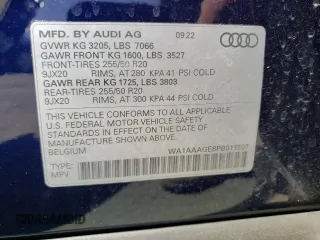 MFD. BY AUDI AG 09.22
GVWR KG 3205, LBS 7066
GAWR FRONT KG 1600, LBS 3527
FRONT-TIRES 255/50 R20
9JX20 RIMS, AT 280 KPA 41 PSI COLD
GAWR REAR KG 1725, LBS 3803
REAR-TIRES 255/50 R20
9JX20 RIMS, AT 300 KPA 44 PSI COLD
THIS VEHICLE CONFORMS TO ALL APPLICABLE
FEDERAL MOTOR VEHICLE SAFETY
STANDARDS IN EFFECT ON THE DATE OF
MANUFACTURE SHOWN ABOVE.
BELGIUM
TYPE:
MPV